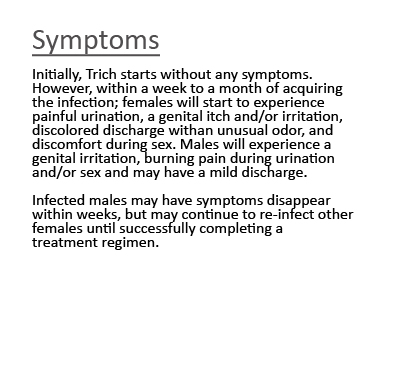 Symptoms
Initially, Trich starts without any symptoms.
However, within a week to a month of acquiring
the infection; females will start to experience
painful urination, a genital itch and/or irritation,
discolored discharge withan unusual odor, and
discomfort during sex. Males will experience a
genital irritation, burning pain during urination
and/or sex and may have a mild discharge.
Infected males may have symptoms disappear
within weeks, but may continue to re-infect other
females until successfully completing a
treatment regimen.